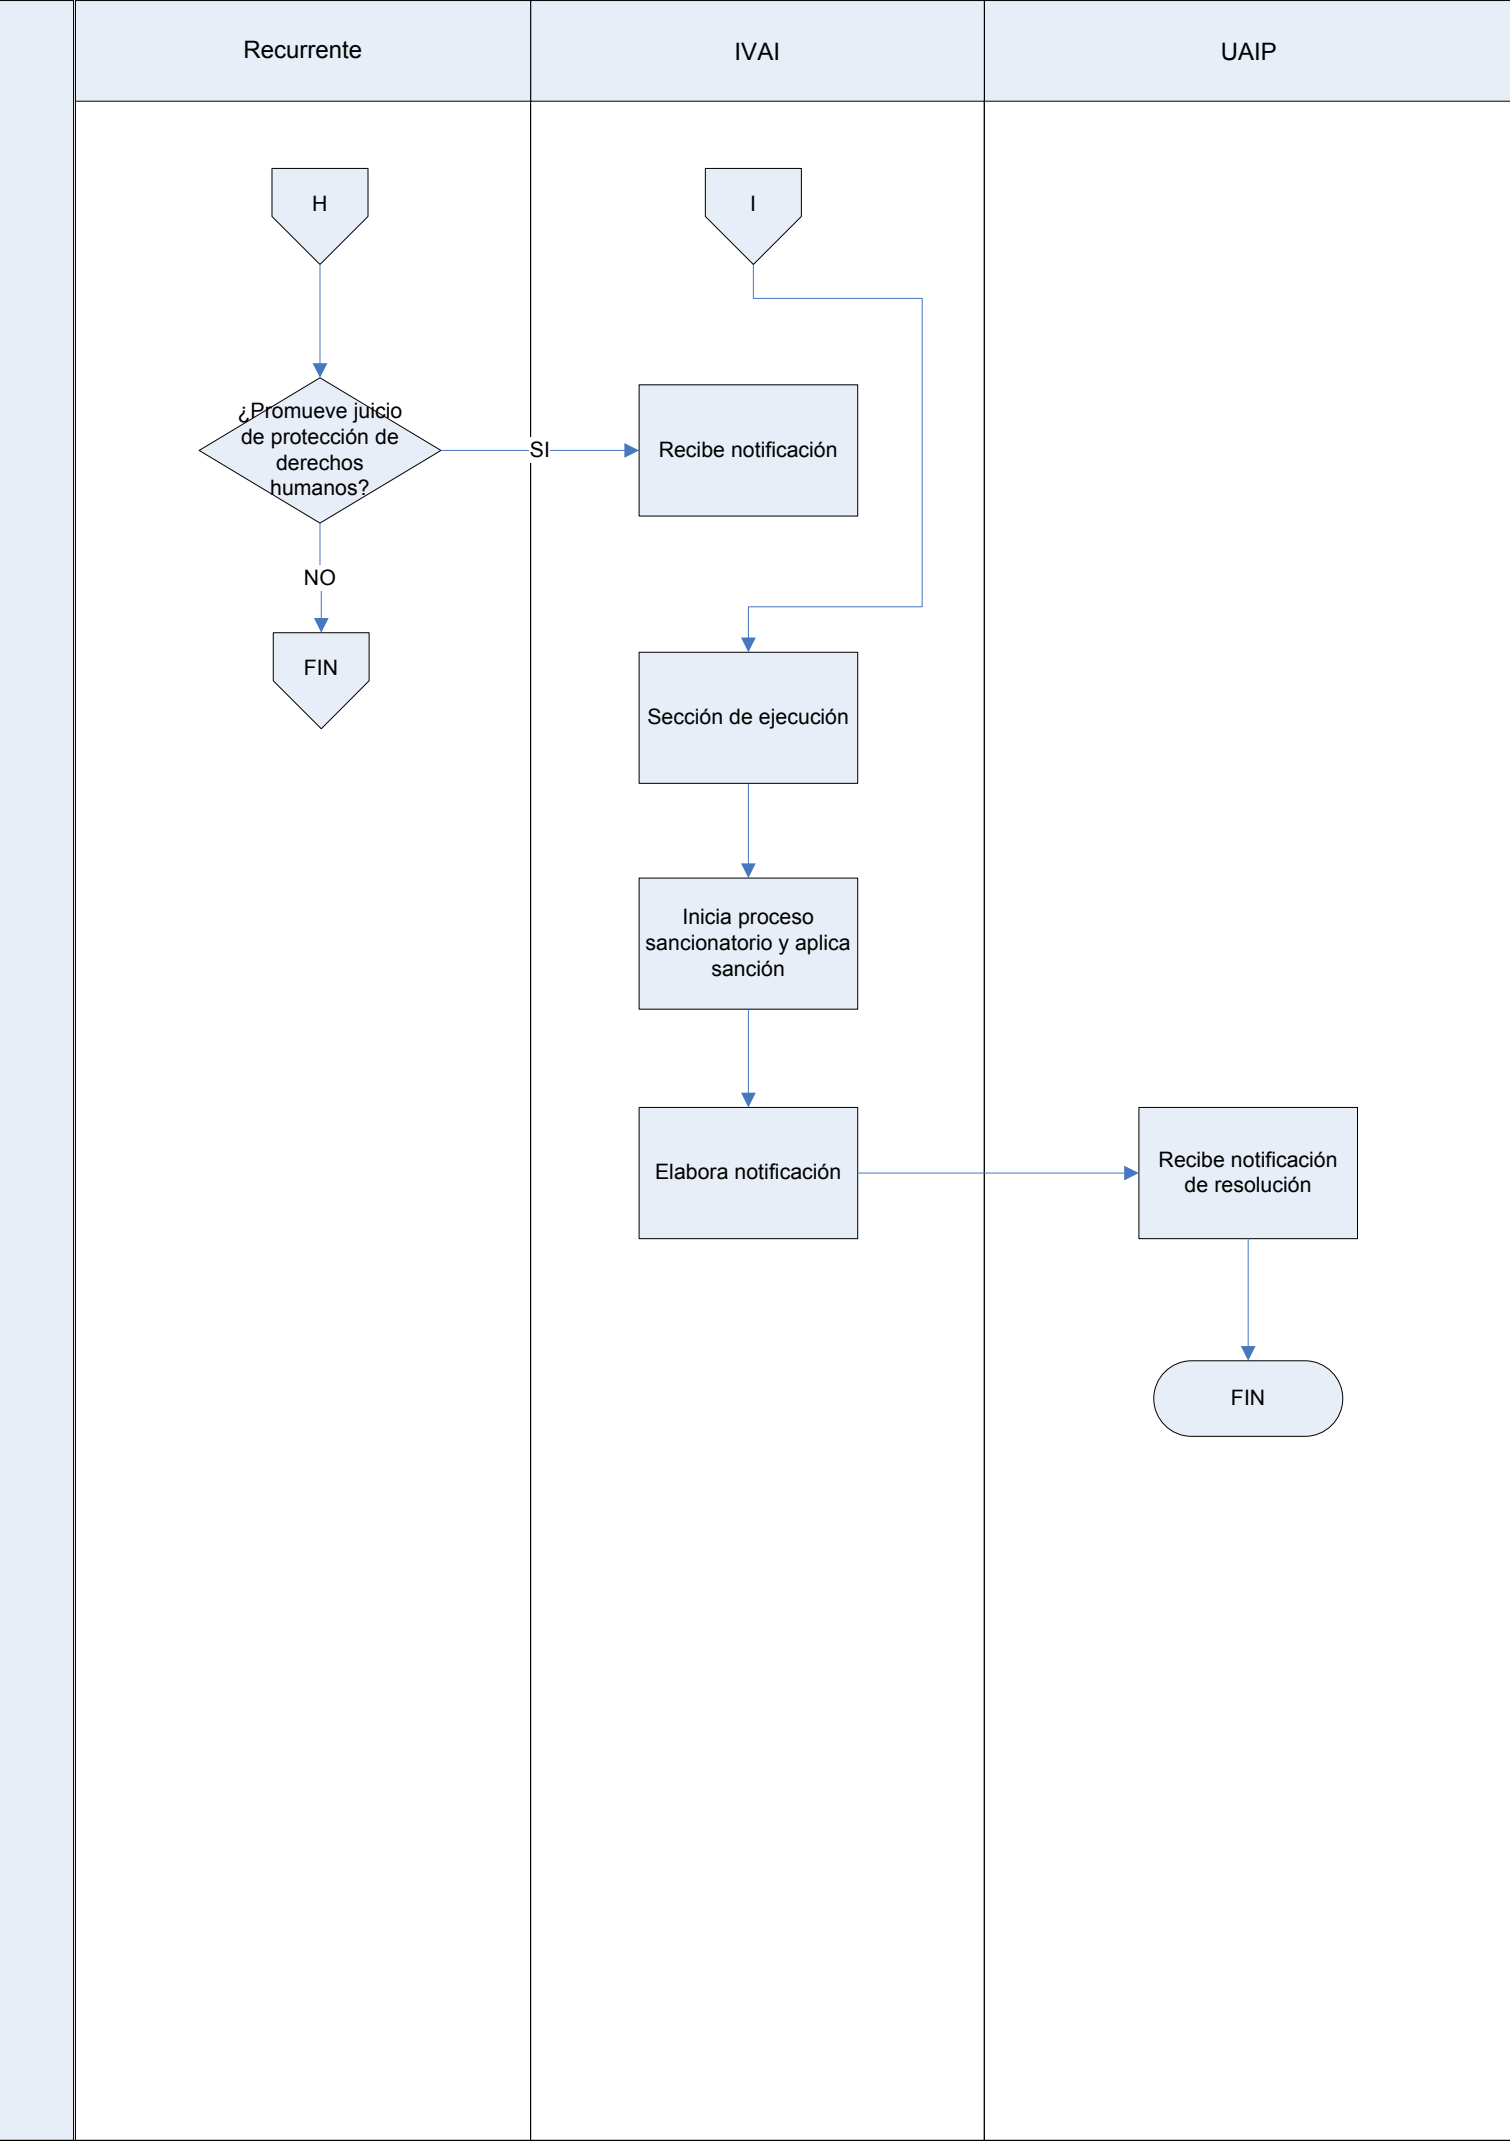 Recurrente
IVAI
UAIP
H
I
¿Promueve juicio
de protección de
derechos
humanos?
SI
Recibe notificación
NO
FIN
Sección de ejecución
Inicia proceso
sancionatorio y aplica
sanción
Elabora notificación
Recibe notificación
de resolución
FIN